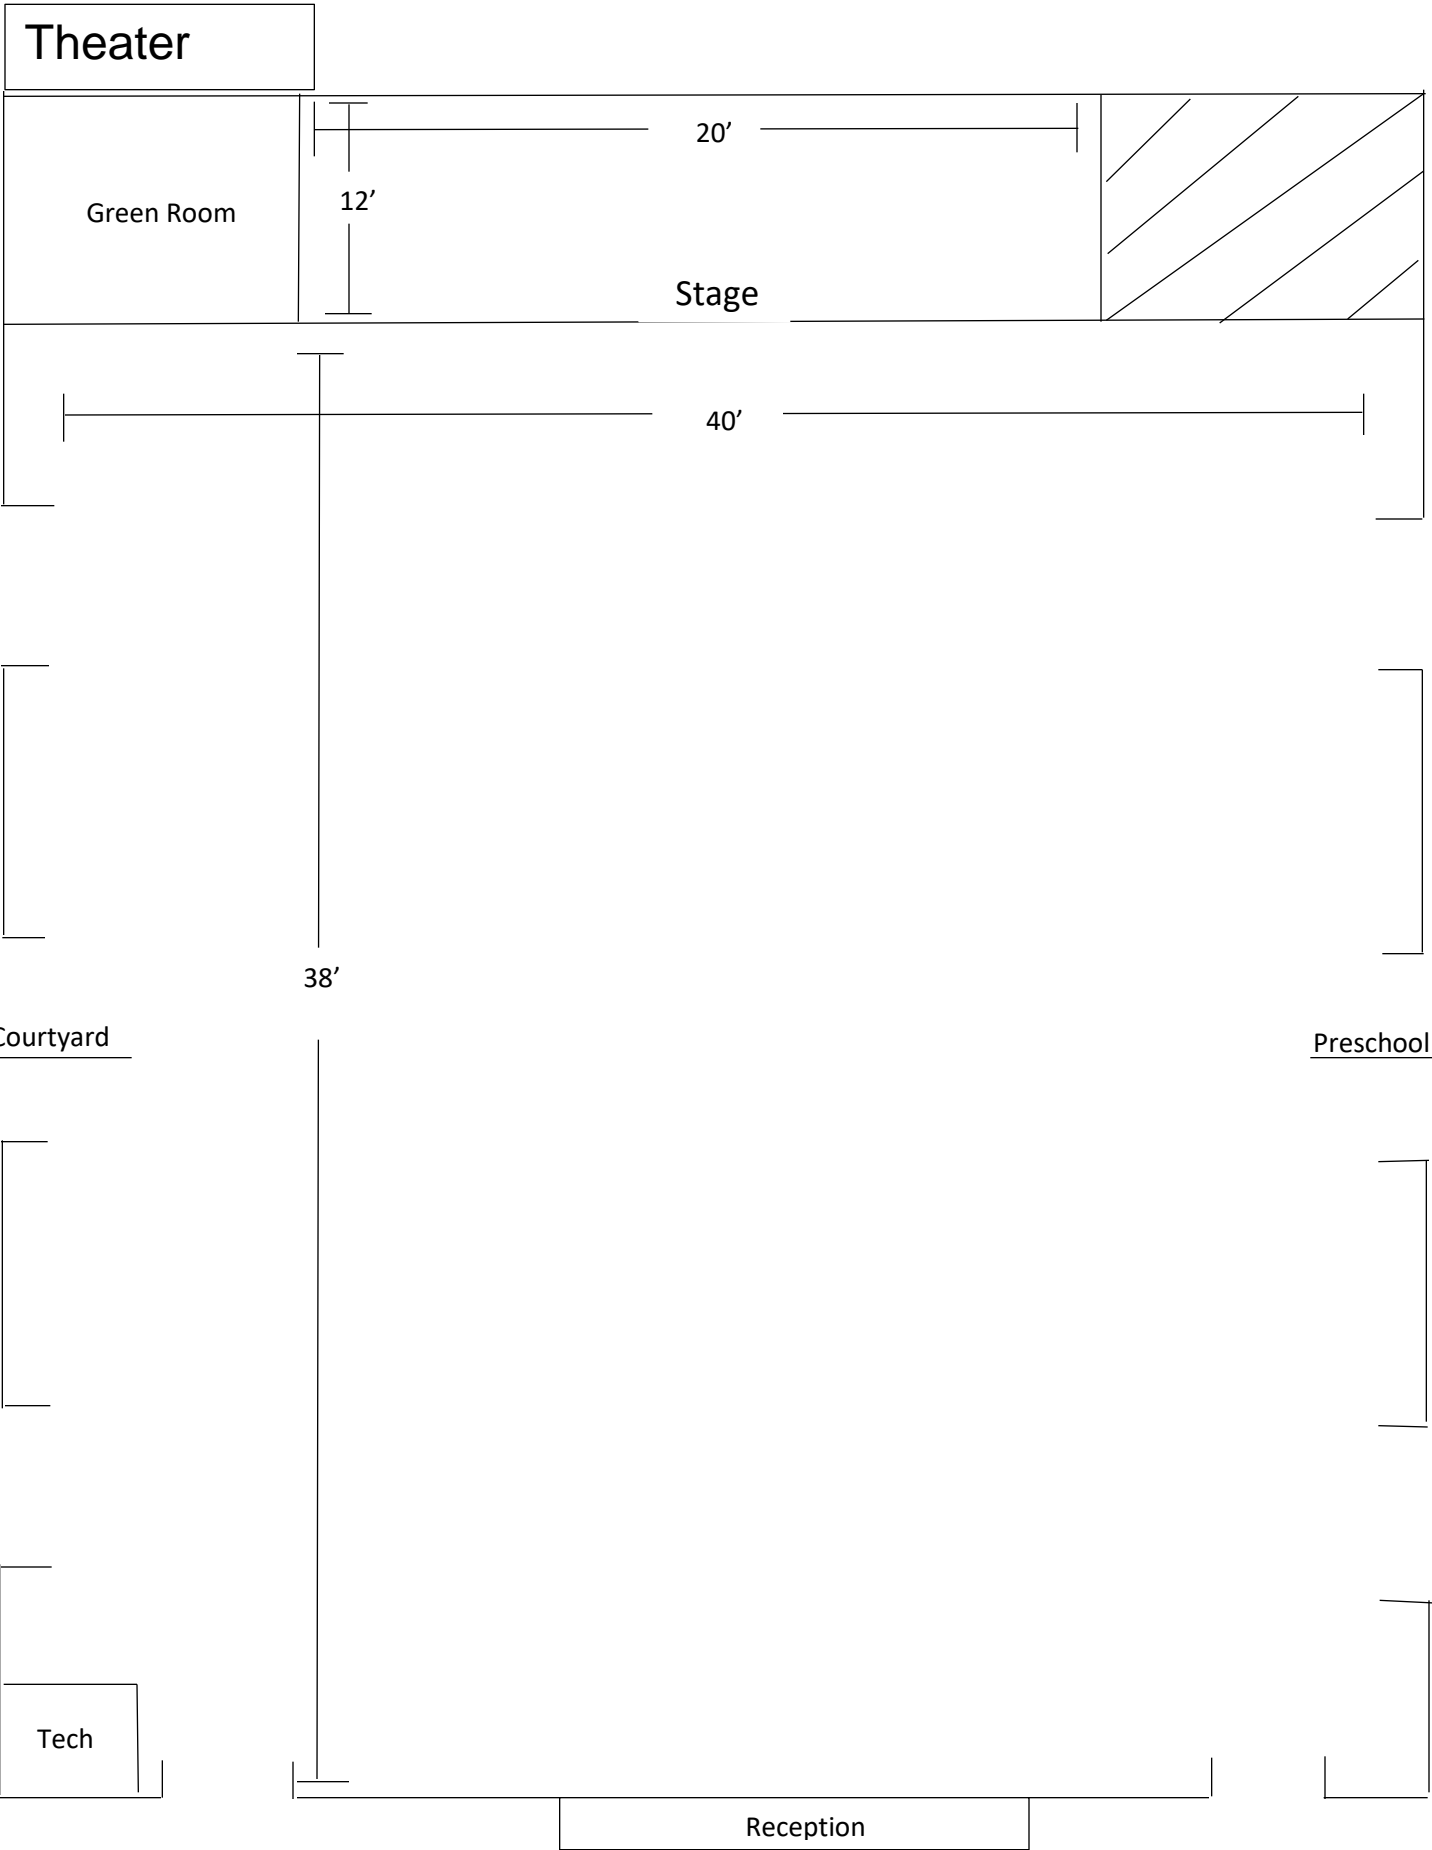 Theater
20’
12’
Green Room
Stage
40’
38’
Courtyard
Preschool
Tech
Reception